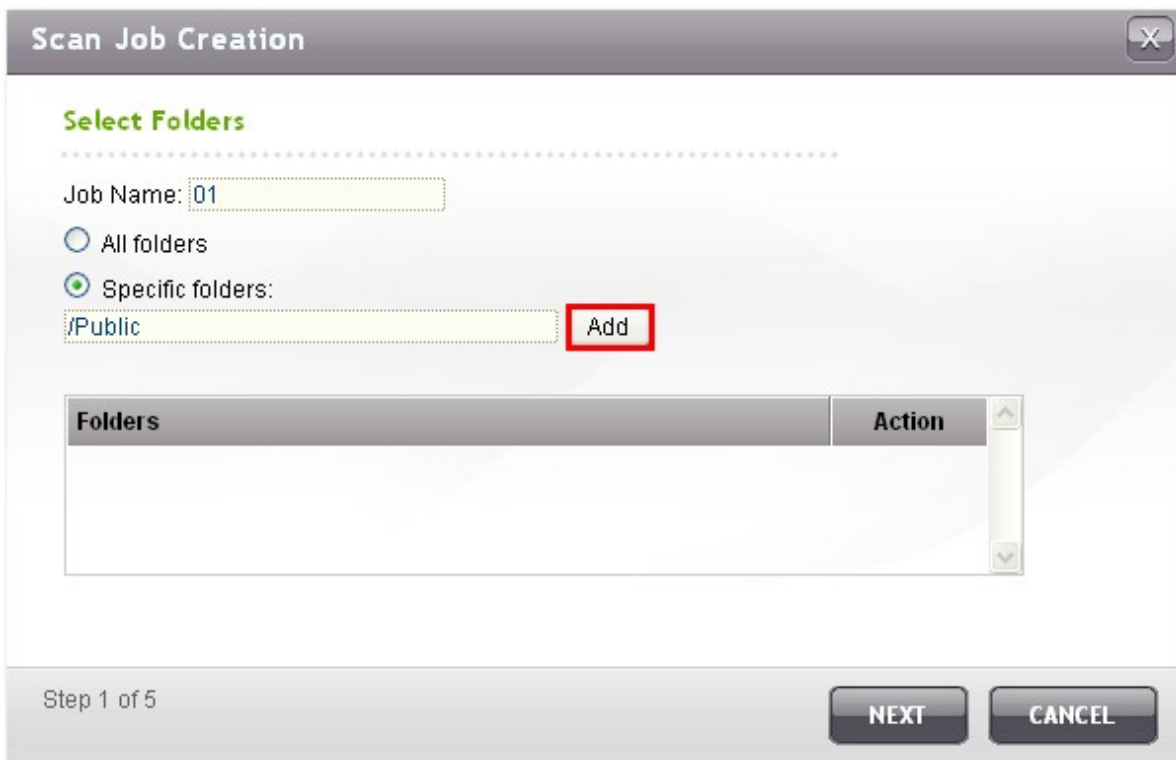 Scan Job Creation X
Select Folders
Job Name: 01
All folders
Specific folders:
/Public Add
Folders Action
Step 1 of 5 NEXT CANCEL